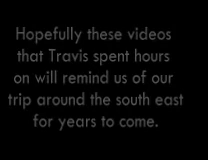 Hopefully these videos
that Travis spent hours
on will remind us of our
trip around the south east
for years to come.